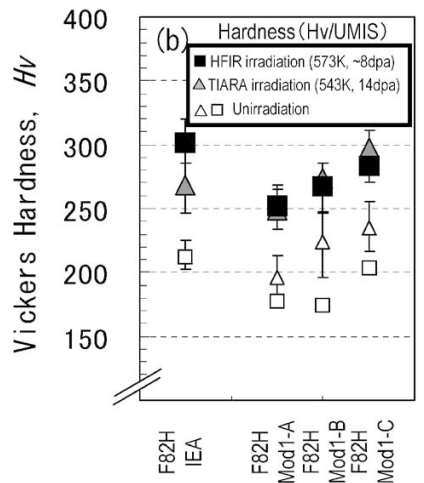 (b)
Hardness (Hv/UMIS)
HFIR irradiation (573K, ~8dpa)
TIARA irradiation (543K, 14dpa)
Unirradiation
Vickers Hardness, Hv
400
350
300
250
200
150
F82H
IEA
F82H
Mod1-A
F82H
Mod1-B
F82H
Mod1-C